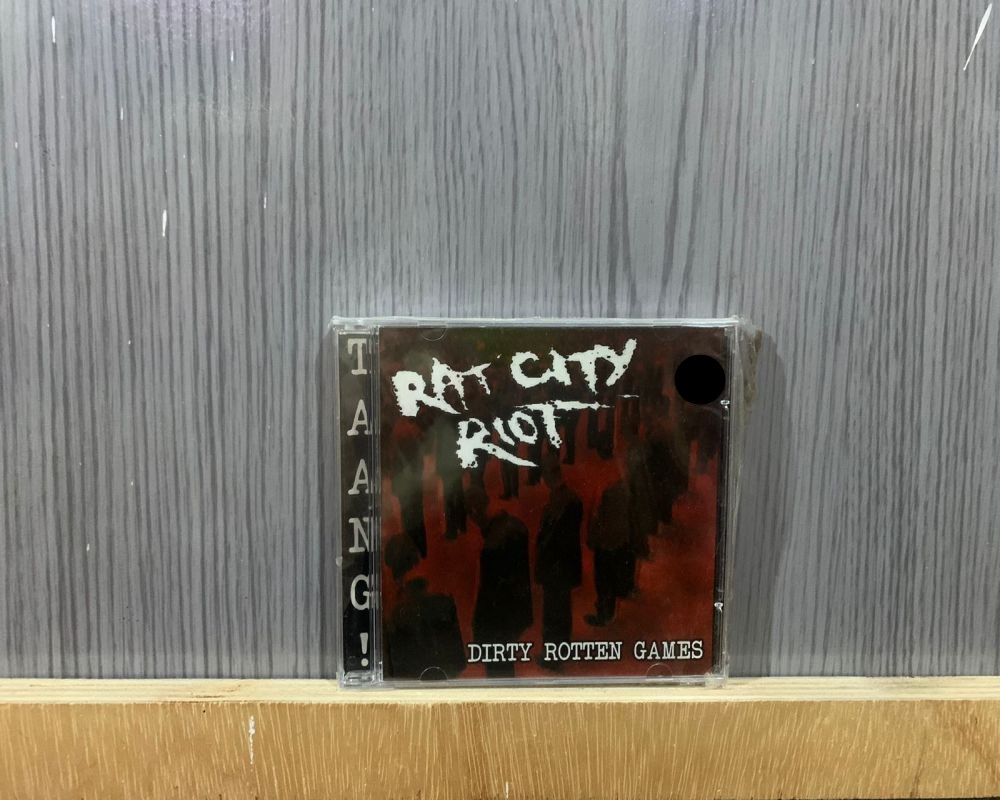 TAANG!
RAT CITY
RIOT
DIRTY ROTTEN GAMES